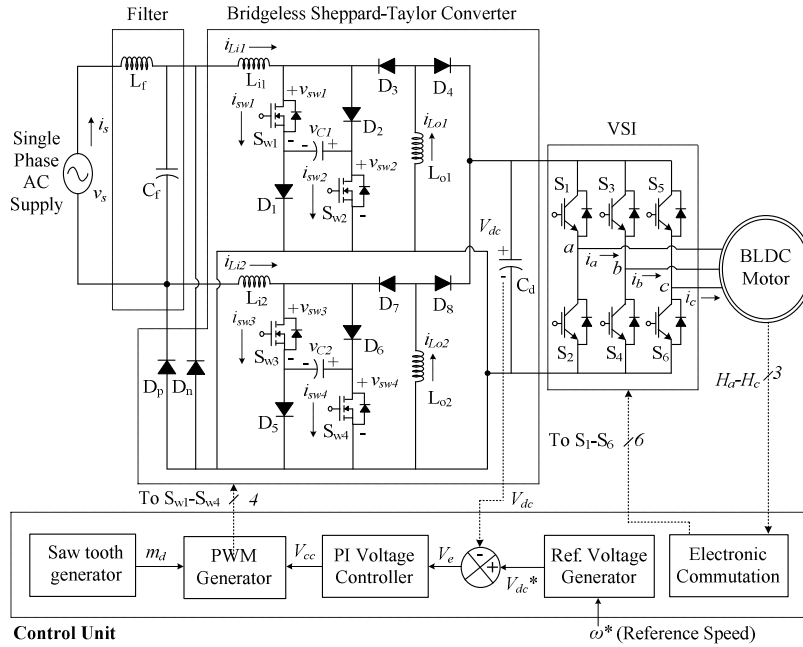 Filter
Bridgeless Sheppard-Taylor Converter
i_Li1
L_f
L_i1
D_3
D_4
+
v_sw1
i_sw1
S_w1
D_2
i_s
v_C1
- +
i_Lo1
VSI
Single
Phase
AC
Supply
v_s
C_f
i_sw2
+
v_sw2
D_1
S_w2
-
L_o1
S_1
S_3
S_5
V_dc
a
i_a
b
i_b
c
i_c
BLDC
Motor
i_Li2
L_i2
D_7
D_8
+
-
C_d
+
v_sw3
i_sw3
S_w3
D_6
v_C2
- +
i_Lo2
S_2
S_4
S_6
D_p
D_n
i_sw4
+
v_sw4
D_5
S_w4
-
L_o2
H_a-H_c
3
To S_1-S_6
6
To S_w1-S_w4
4
V_dc
Saw tooth
generator
m_d
PWM
Generator
V_cc
PI Voltage
Controller
V_e
-
+
V_dc*
Ref. Voltage
Generator
Electronic
Commutation
Control Unit
ω* (Reference Speed)